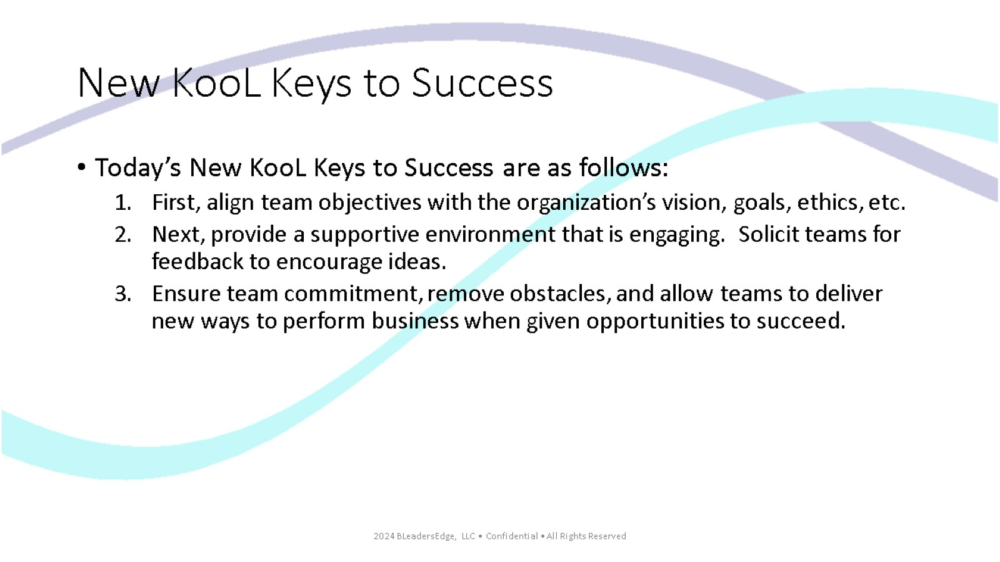 New KooL Keys to Success
• Today’s New KooL Keys to Success are as follows:
1. First, align team objectives with the organization’s vision, goals, ethics, etc.
2. Next, provide a supportive environment that is engaging.  Solicit teams for
feedback to encourage ideas.
3. Ensure team commitment, remove obstacles, and allow teams to deliver
new ways to perform business when given opportunities to succeed.
2024 BLeadersEdge, LLC • Confidential • All Rights Reserved